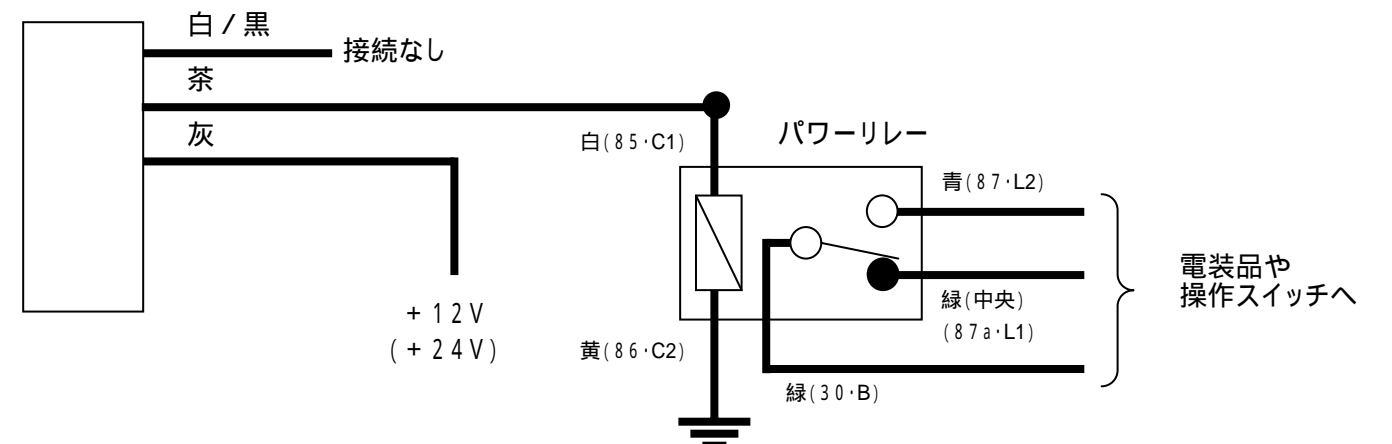 白/黒
接続なし
茶
灰
白(85・C1)
パワーリレー
青(87・L2)
電装品や
操作スイッチへ
緑(中央)
(87a・L1)
+12V
(+24V)
黄(86・C2)
緑(30・B)